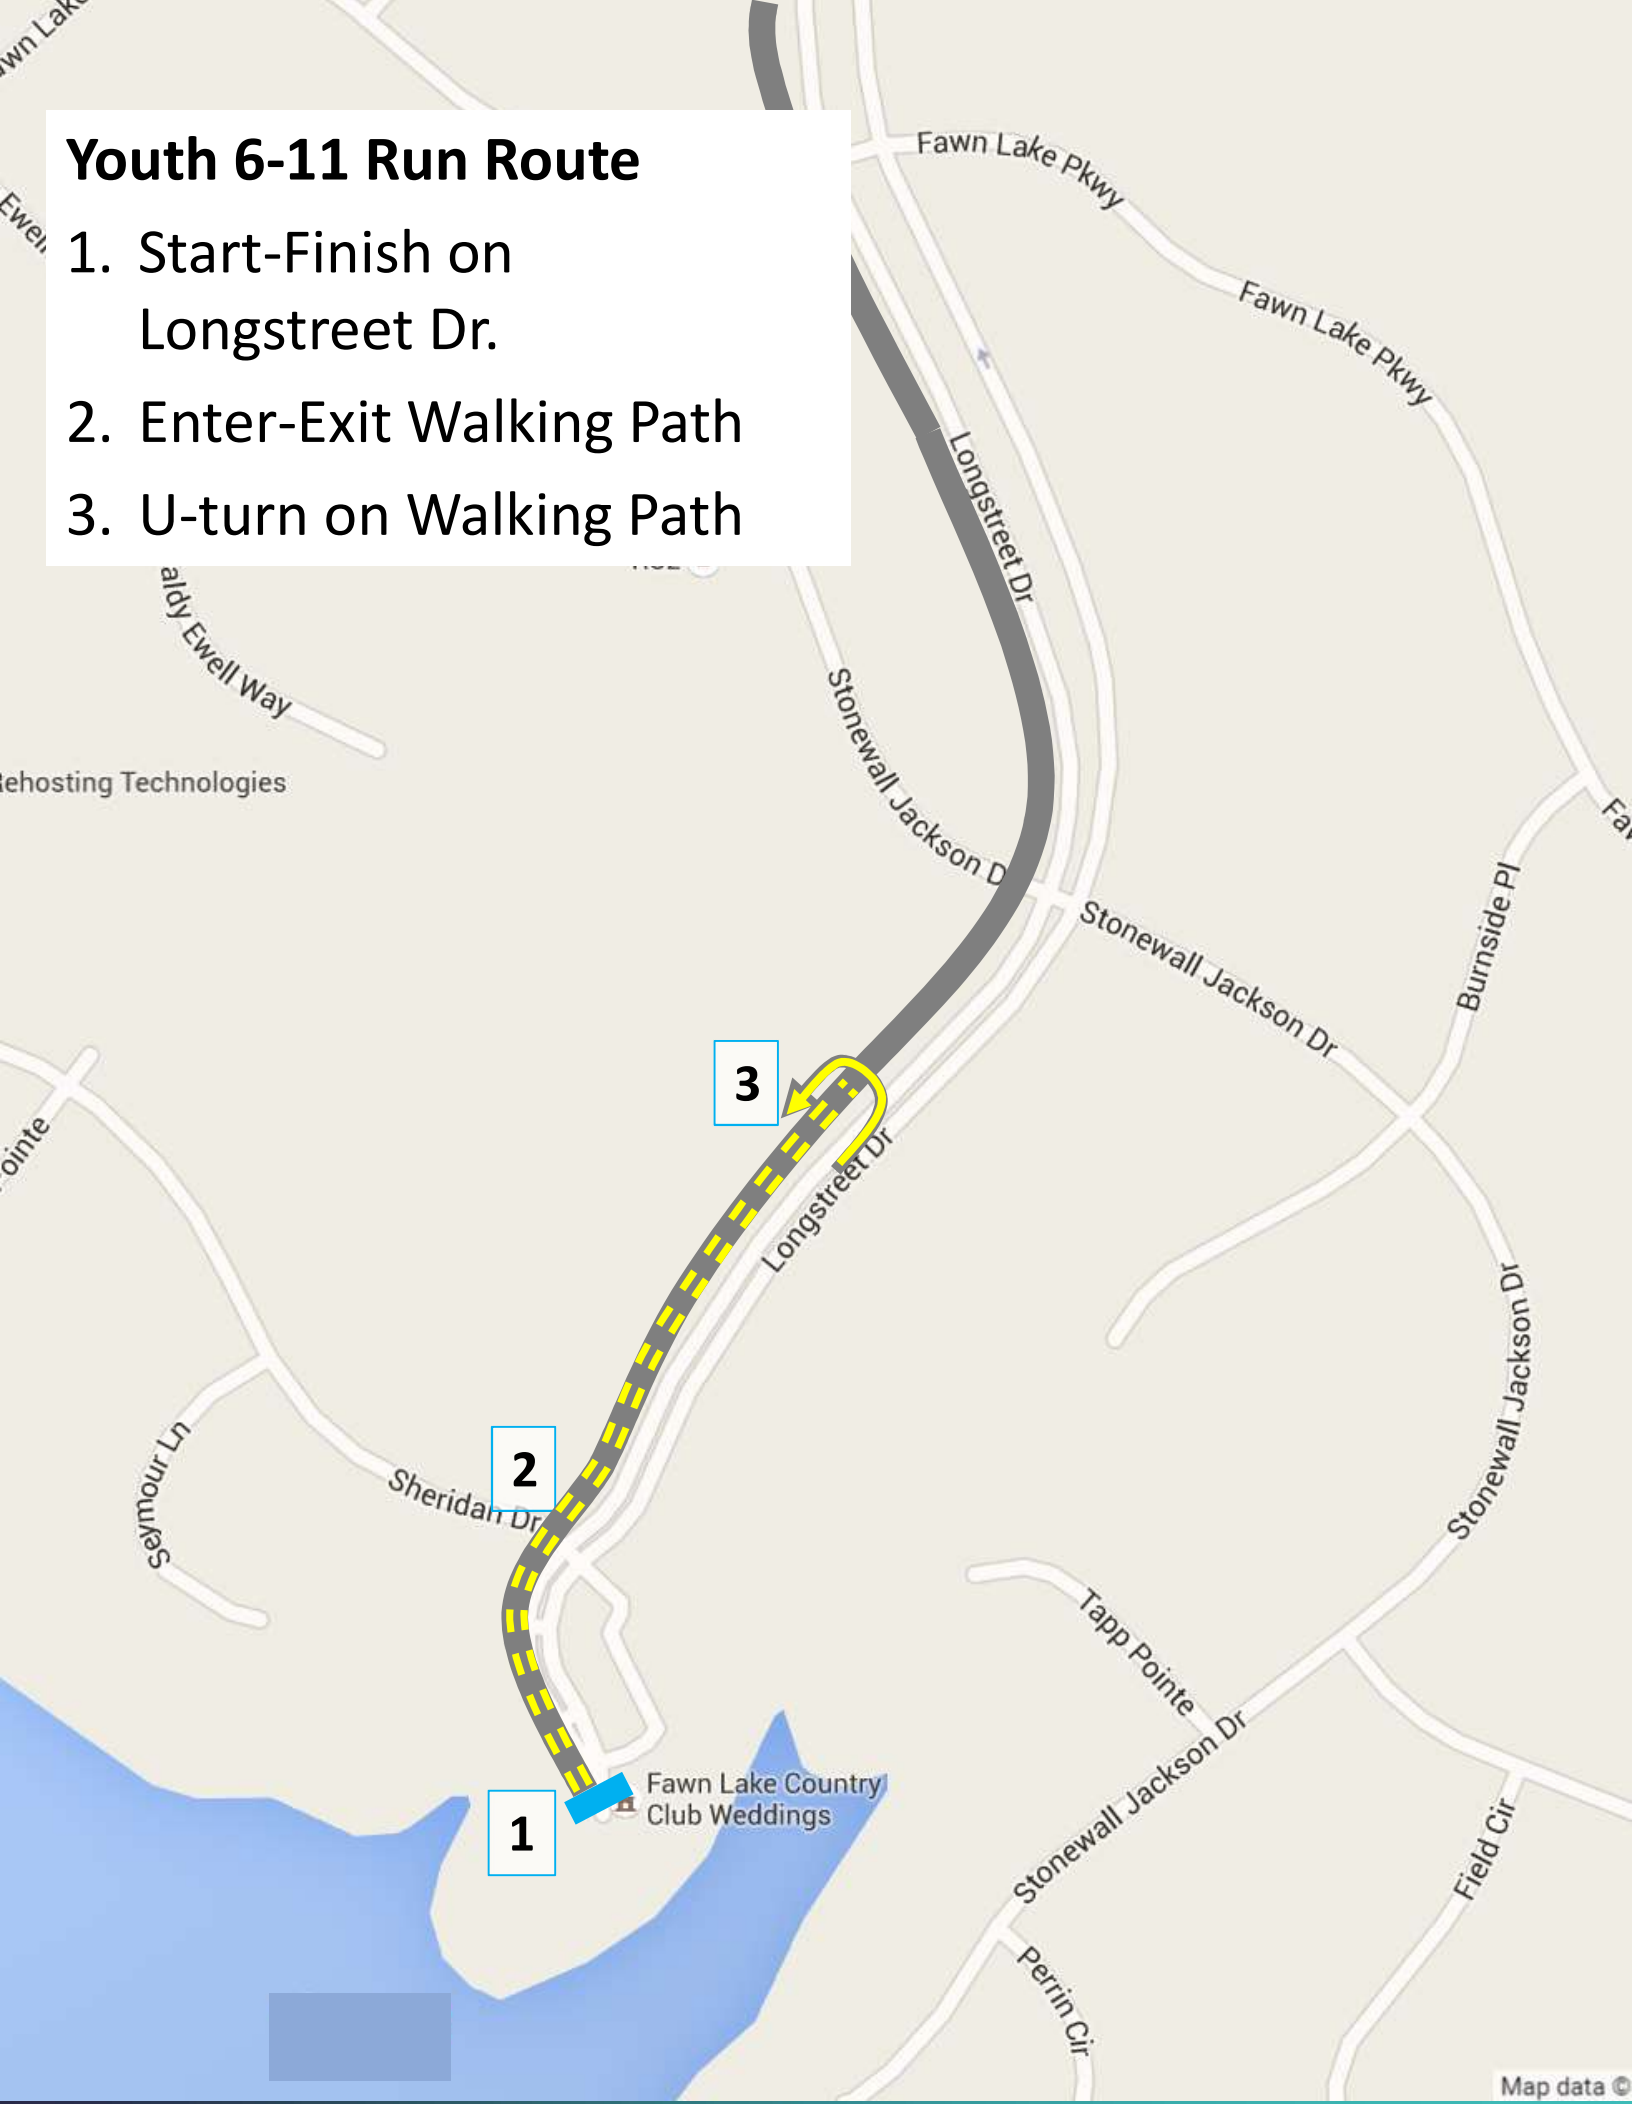 Youth 6-11 Run Route
1. Start-Finish on
Longstreet Dr.
2. Enter-Exit Walking Path
3. U-turn on Walking Path
Fawn Lake Pkwy
Fawn Lake Pkwy
Longstreet Dr
aldy Ewell Way
Stonewall Jackson D
ehosting Technologies
Stonewall Jackson Dr
Burnside Pl
3
Longstreet Dr
ointe
Stonewall Jackson Dr
2
Sheridan Dr
Seymour Ln
Tapp Pointe
Stonewall Jackson Dr
Fawn Lake Country
Club Weddings
1
Field Cir
Perrin Cir
Map data ©